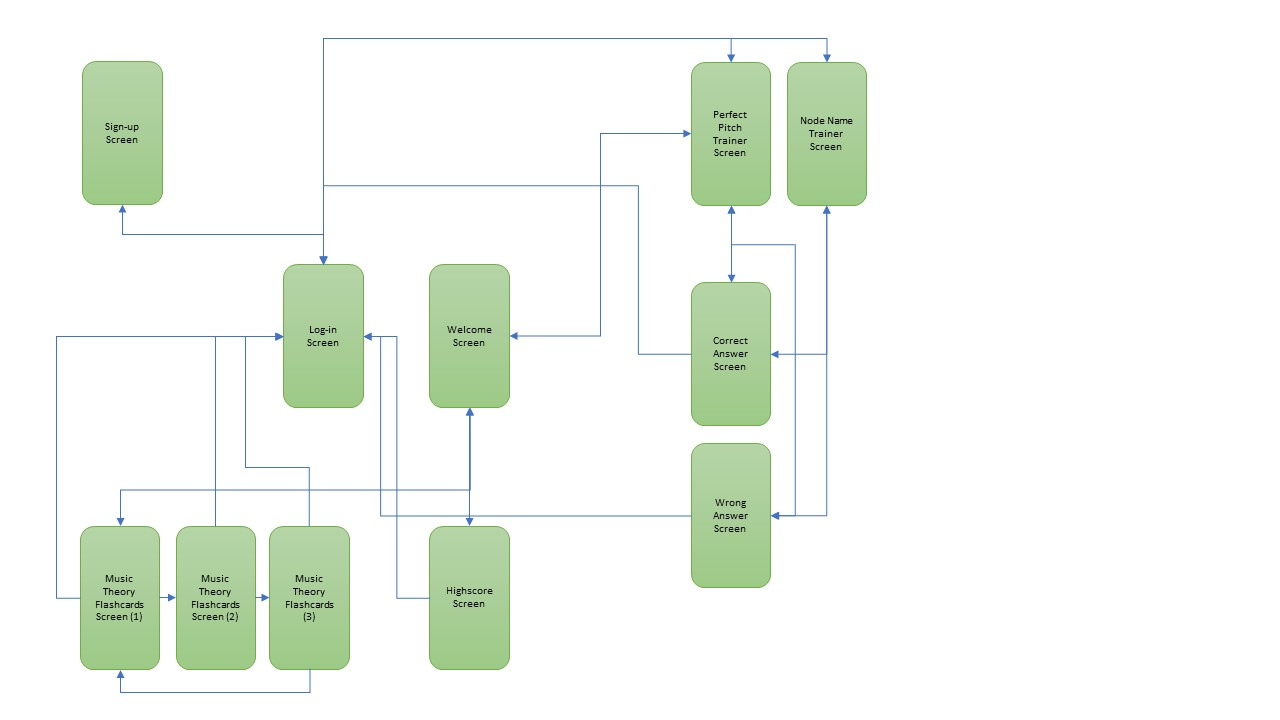 Sign-up
Screen
Perfect
Pitch
Trainer
Screen
Node Name
Trainer
Screen
Log-in
Screen
Welcome
Screen
Correct
Answer
Screen
Wrong
Answer
Screen
Music
Theory
Flashcards
Screen (1)
Music
Theory
Flashcards
Screen (2)
Music
Theory
Flashcards
(3)
Highscore
Screen